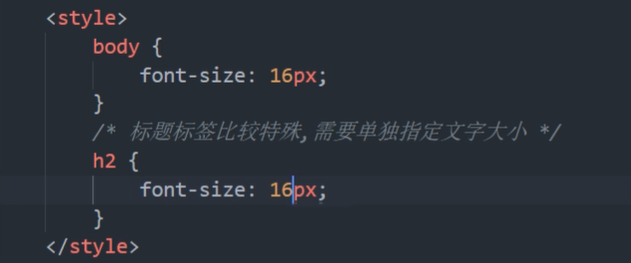 <style>
body {
font-size: 16px;
}
/* 标题标签比较特殊,需要单独指定文字大小 */
h2 {
font-size: 16px;
}
</style>